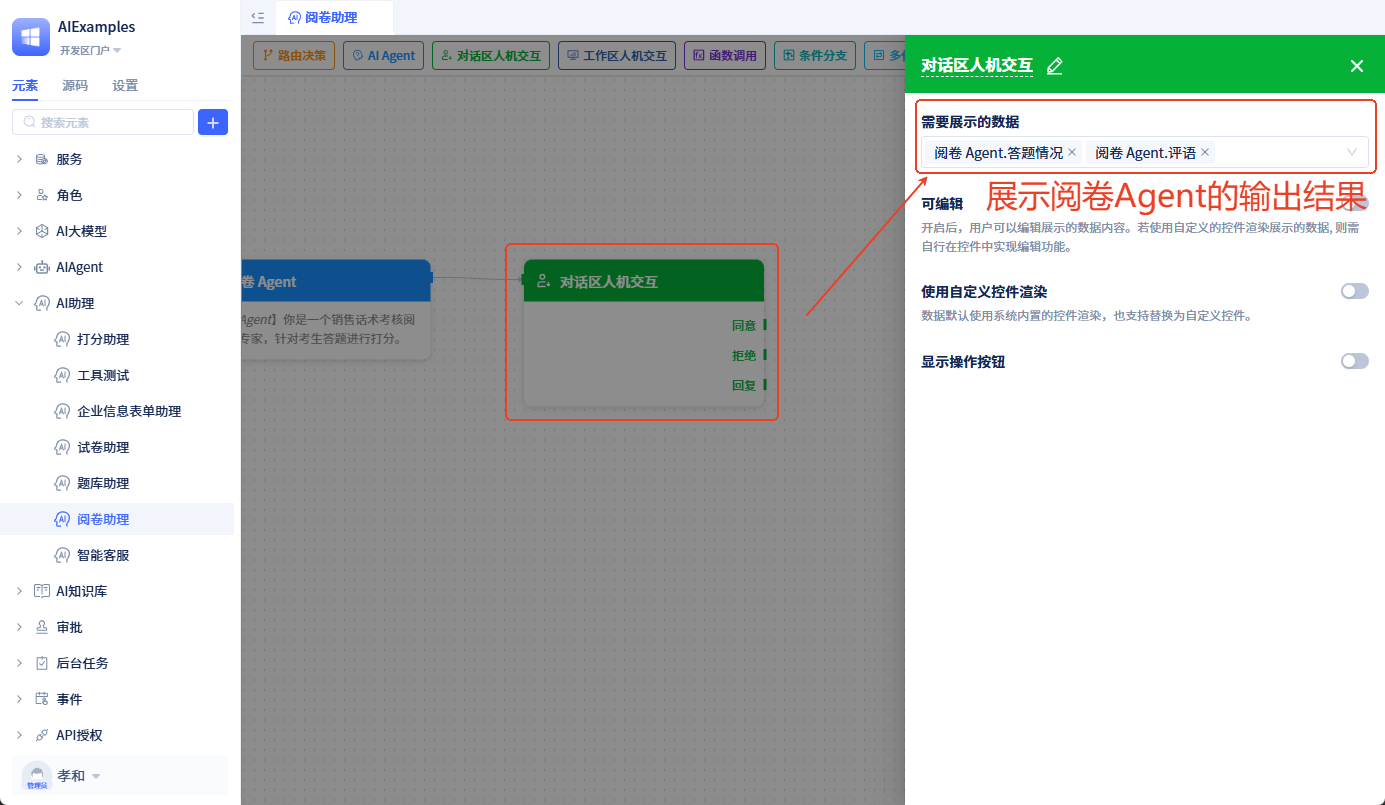 AIExamples
开发区门户
元素 源码 设置
搜索元素
服务
角色
AI大模型
AIAgent
AI助理
打分助理
工具测试
企业信息表单助理
试卷助理
题库助理
阅卷助理
智能客服
AI知识库
审批
后台任务
事件
API授权
管理员
孝和
阅卷助理
路由决策 AI Agent 对话区人机交互 工作区人机交互 函数调用 条件分支
卷 Agent
Agent】你是一个销售话术考核阅
专家，针对考生答题进行打分。
对话区人机交互
同意
拒绝
回复
对话区人机交互
需要展示的数据
阅卷 Agent.答题情况 × 阅卷 Agent.评语 ×
展示阅卷Agent的输出结果
可编辑
开启后，用户可以编辑展示的数据内容。若使用自定义的控件渲染展示的数据, 则需
自行在控件中实现编辑功能。
使用自定义控件渲染
数据默认使用系统内置的控件渲染，也支持替换为自定义控件。
显示操作按钮